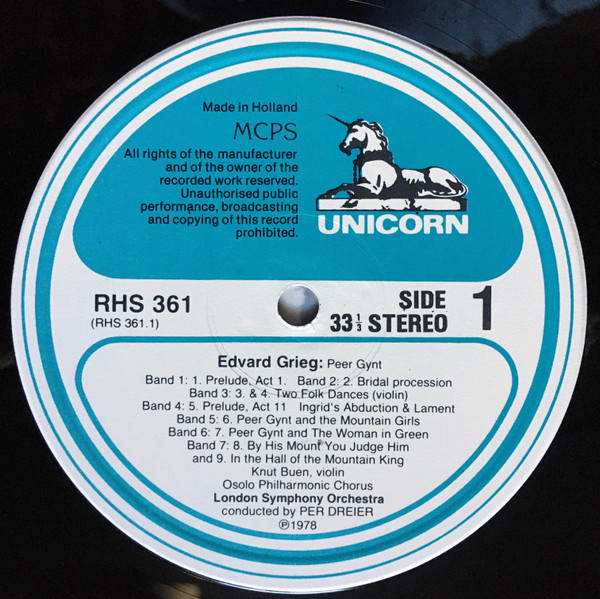 Made in Holland
MCPS
All rights of the manufacturer
and of the owner of the
recorded work reserved.
Unauthorised public
performance, broadcasting
and copying of this record
prohibited.
UNICORN
RHS 361
(RHS 361.1)
SIDE 1
33 1/3 STEREO
Edvard Grieg: Peer Gynt
Band 1: 1. Prelude, Act 1. Band 2: 2. Bridal procession
Band 3: 3. & 4. Two Folk Dances (violin)
Band 4: 5. Prelude, Act 11 Ingrid's Abduction & Lament
Band 5: 6. Peer Gynt and the Mountain Girls
Band 6: 7. Peer Gynt and The Woman in Green
Band 7: 8. By His Mount You Judge Him
and 9. In the Hall of the Mountain King
Knut Buen, violin
Osolo Philharmonic Chorus
London Symphony Orchestra
conducted by PER DREIER
℗1978